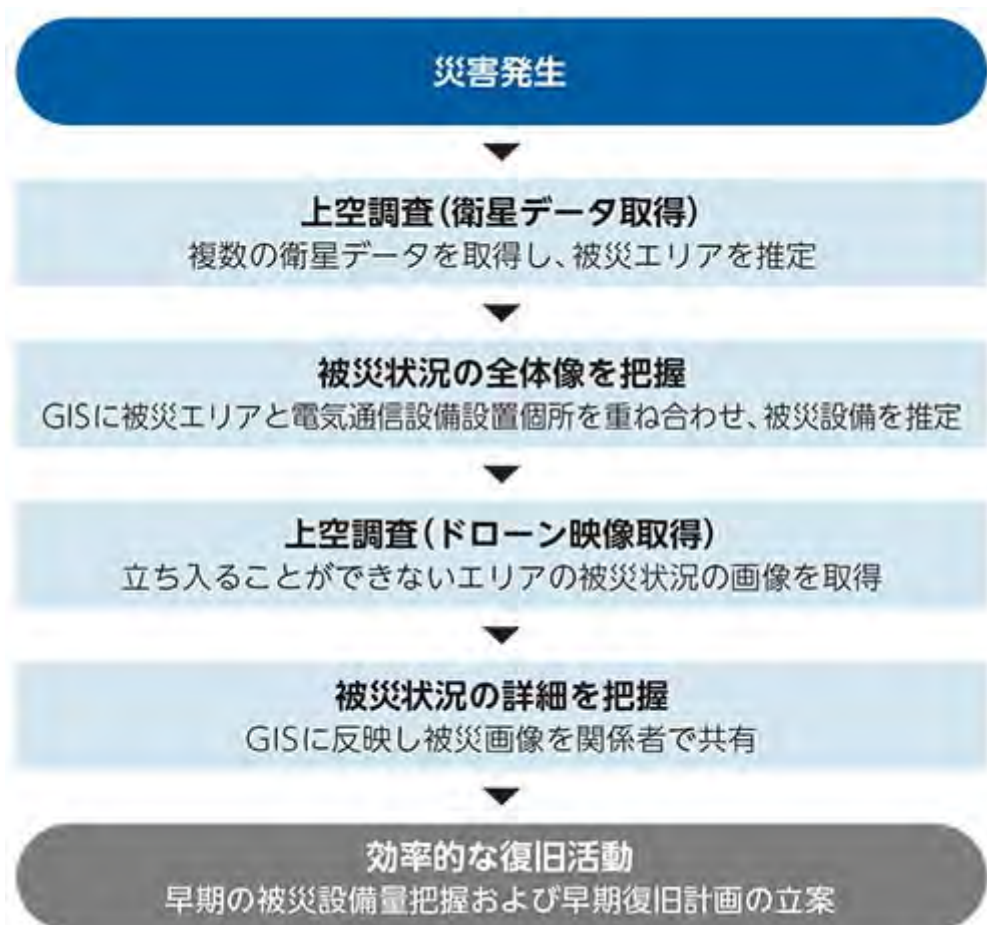 災害発生
上空調査(衛星データ取得)
複数の衛星データを取得し、被災エリアを推定
被災状況の全体像を把握
GISに被災エリアと電気通信設備設置個所を重ね合わせ、被災設備を推定
上空調査(ドローン映像取得)
立ち入ることができないエリアの被災状況の画像を取得
被災状況の詳細を把握
GISに反映し被災画像を関係者で共有
効率的な復旧活動
早期の被災設備量把握および早期復旧計画の立案